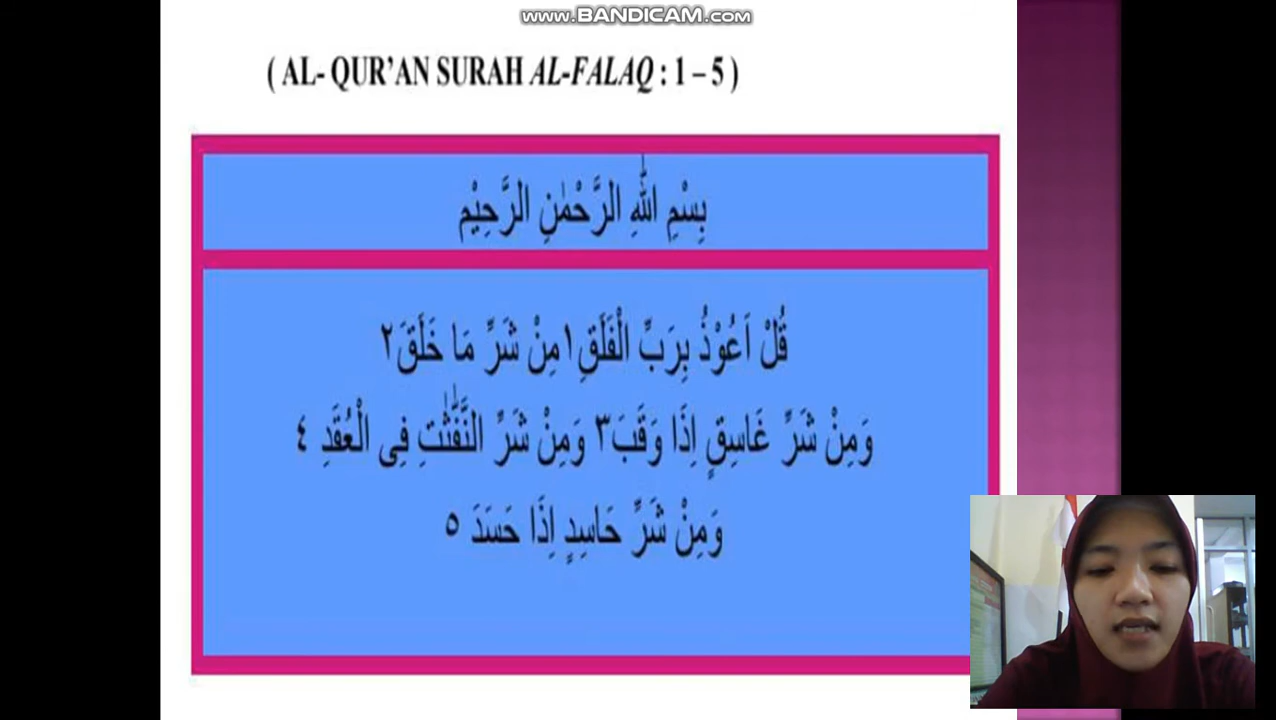 WWW.BANDICAM.COM
( AL- QUR’AN SURAH AL-FALAQ : 1 – 5 )
بِسْمِ اللّٰهِ الرَّحْمٰنِ الرَّحِيْمِ
قُلْ اَعُوْذُ بِرَبِّ الْفَلَقِ١ مِنْ شَرِّ مَا خَلَقَ٢
وَمِنْ شَرِّ غَاسِقٍ اِذَا وَقَبَ٣ وَمِنْ شَرِّ النَّفّٰثٰتِ فِى الْعُقَدِ ٤
وَمِنْ شَرِّ حَاسِدٍ اِذَا حَسَدَ ٥